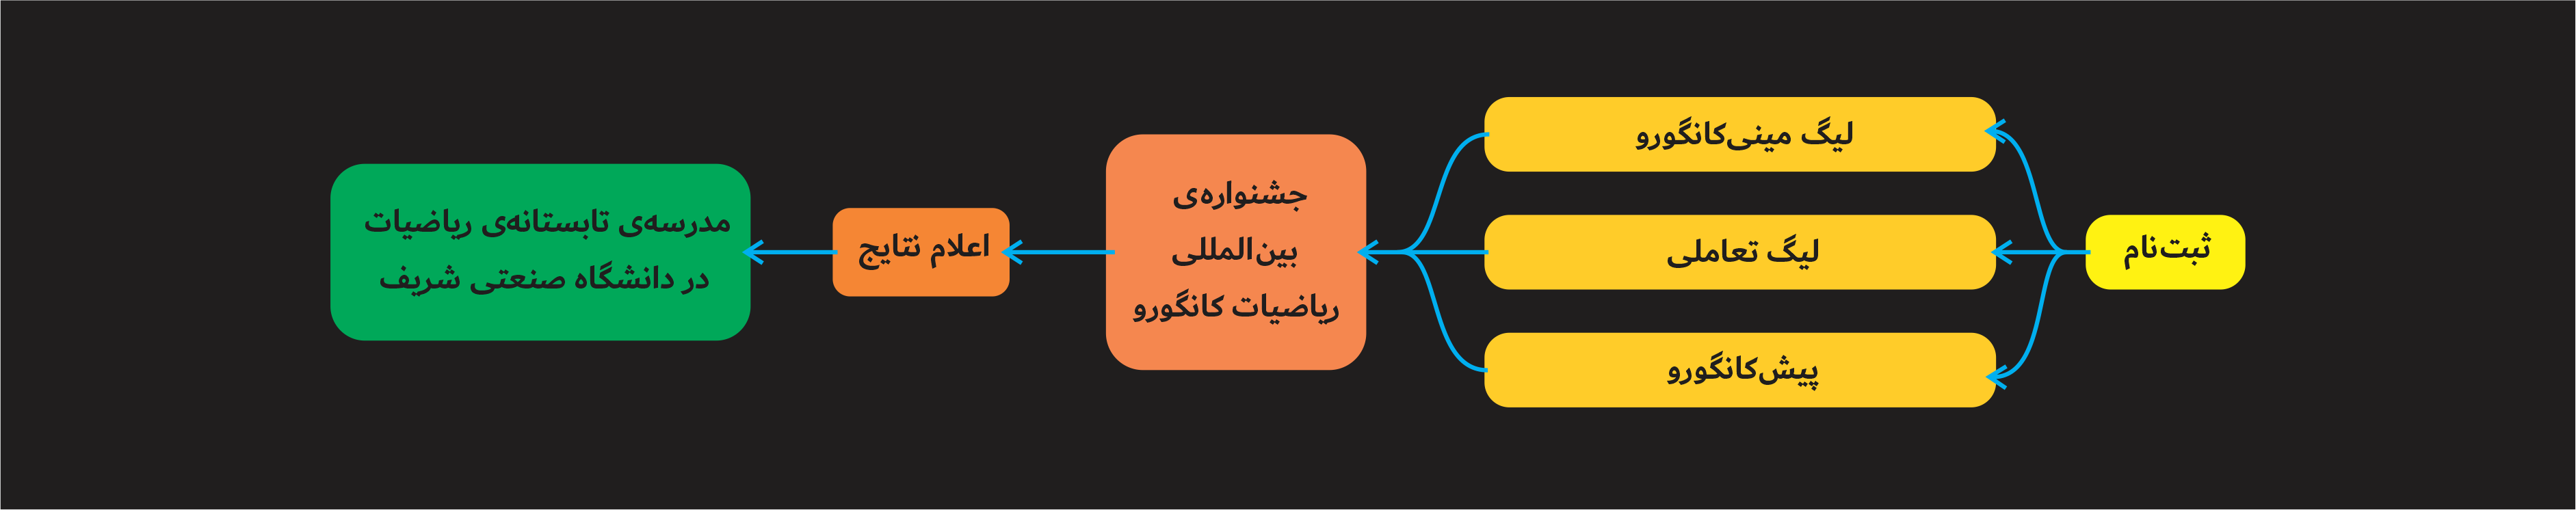 ثبت‌نام
لیگ مینی‌کانگورو
لیگ تعاملی
پیش‌کانگورو
جشنواره‌ی
بین‌المللی
ریاضیات کانگورو
اعلام نتایج
مدرسه‌ی تابستانه‌ی ریاضیات
در دانشگاه صنعتی شریف